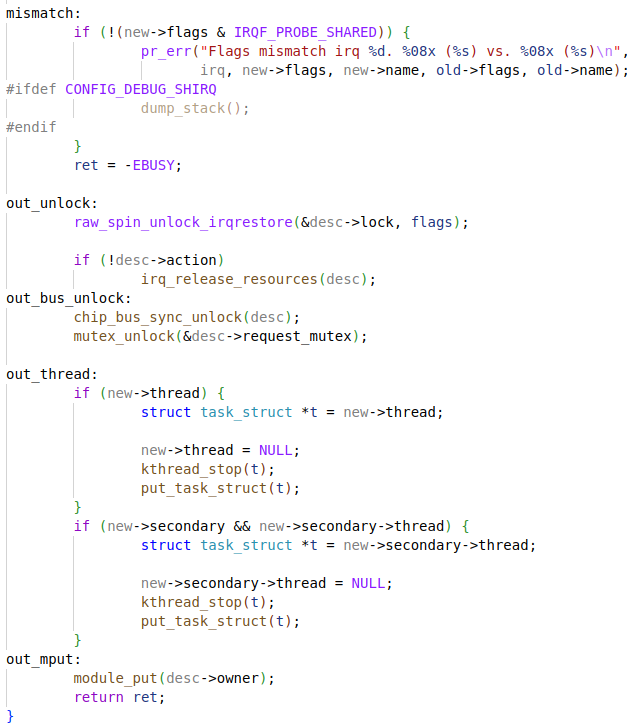 mismatch:
        if (!(new->flags & IRQF_PROBE_SHARED)) {
                pr_err("Flags mismatch irq %d. %08x (%s) vs. %08x (%s)\n",
                       irq, new->flags, new->name, old->flags, old->name);
#ifdef CONFIG_DEBUG_SHIRQ
                dump_stack();
#endif
        }
        ret = -EBUSY;

out_unlock:
        raw_spin_unlock_irqrestore(&desc->lock, flags);

        if (!desc->action)
                irq_release_resources(desc);
out_bus_unlock:
        chip_bus_sync_unlock(desc);
        mutex_unlock(&desc->request_mutex);

out_thread:
        if (new->thread) {
                struct task_struct *t = new->thread;

                new->thread = NULL;
                kthread_stop(t);
                put_task_struct(t);
        }
        if (new->secondary && new->secondary->thread) {
                struct task_struct *t = new->secondary->thread;

                new->secondary->thread = NULL;
                kthread_stop(t);
                put_task_struct(t);
        }
out_mput:
        module_put(desc->owner);
        return ret;
}